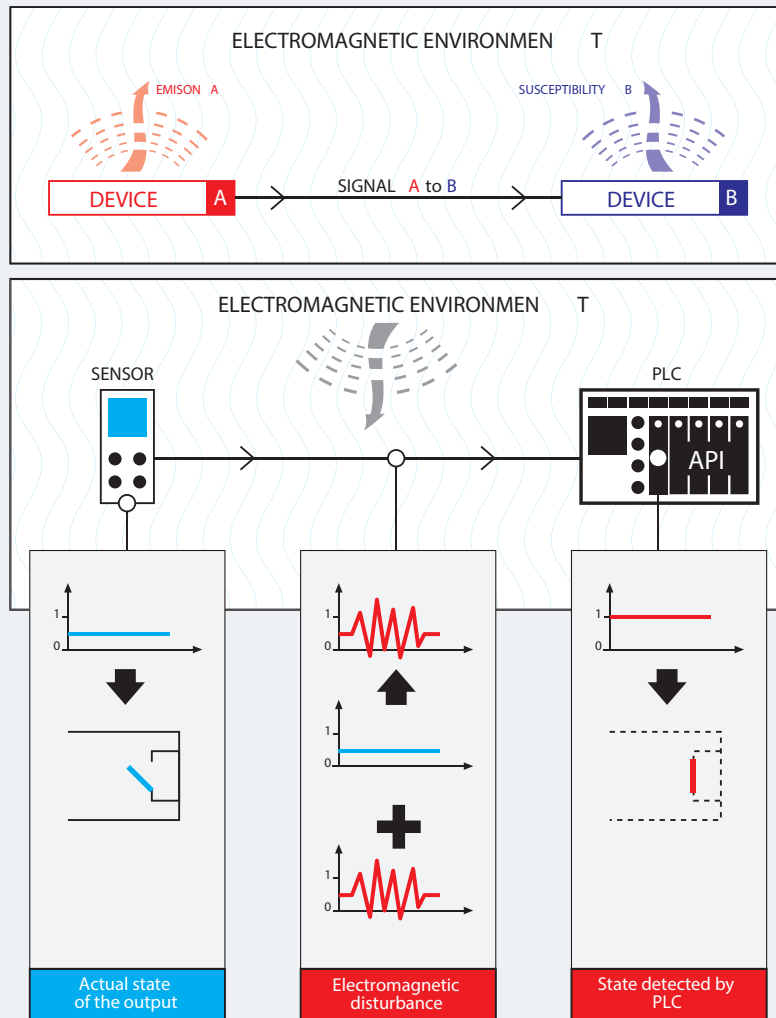 ELECTROMAGNETIC ENVIRONMEN T
EMISON A
SUSCEPTIBILITY B
DEVICE A
SIGNAL A to B
DEVICE B
ELECTROMAGNETIC ENVIRONMEN T
SENSOR
PLC
API
1
0
1
0
1
0
1
0
1
0
Actual state
of the output
Electromagnetic
disturbance
State detected by
PLC